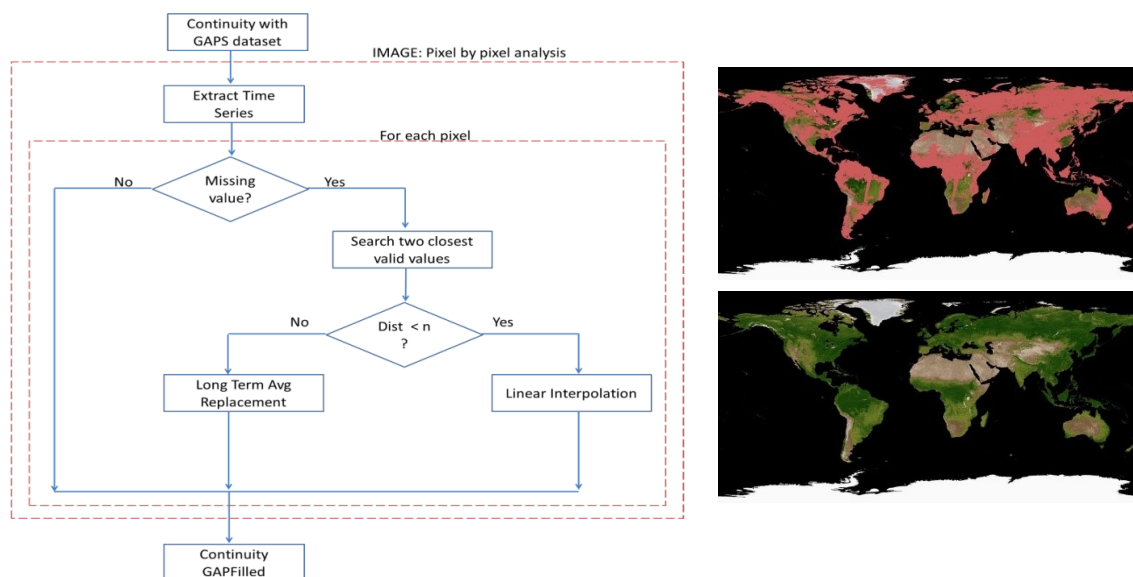 Continuity with
GAPS dataset
IMAGE: Pixel by pixel analysis
Extract Time
Series
For each pixel
No
Missing
value?
Yes
Search two closest
valid values
No
Dist < n
?
Yes
Long Term Avg
Replacement
Linear Interpolation
Continuity
GAPFilled